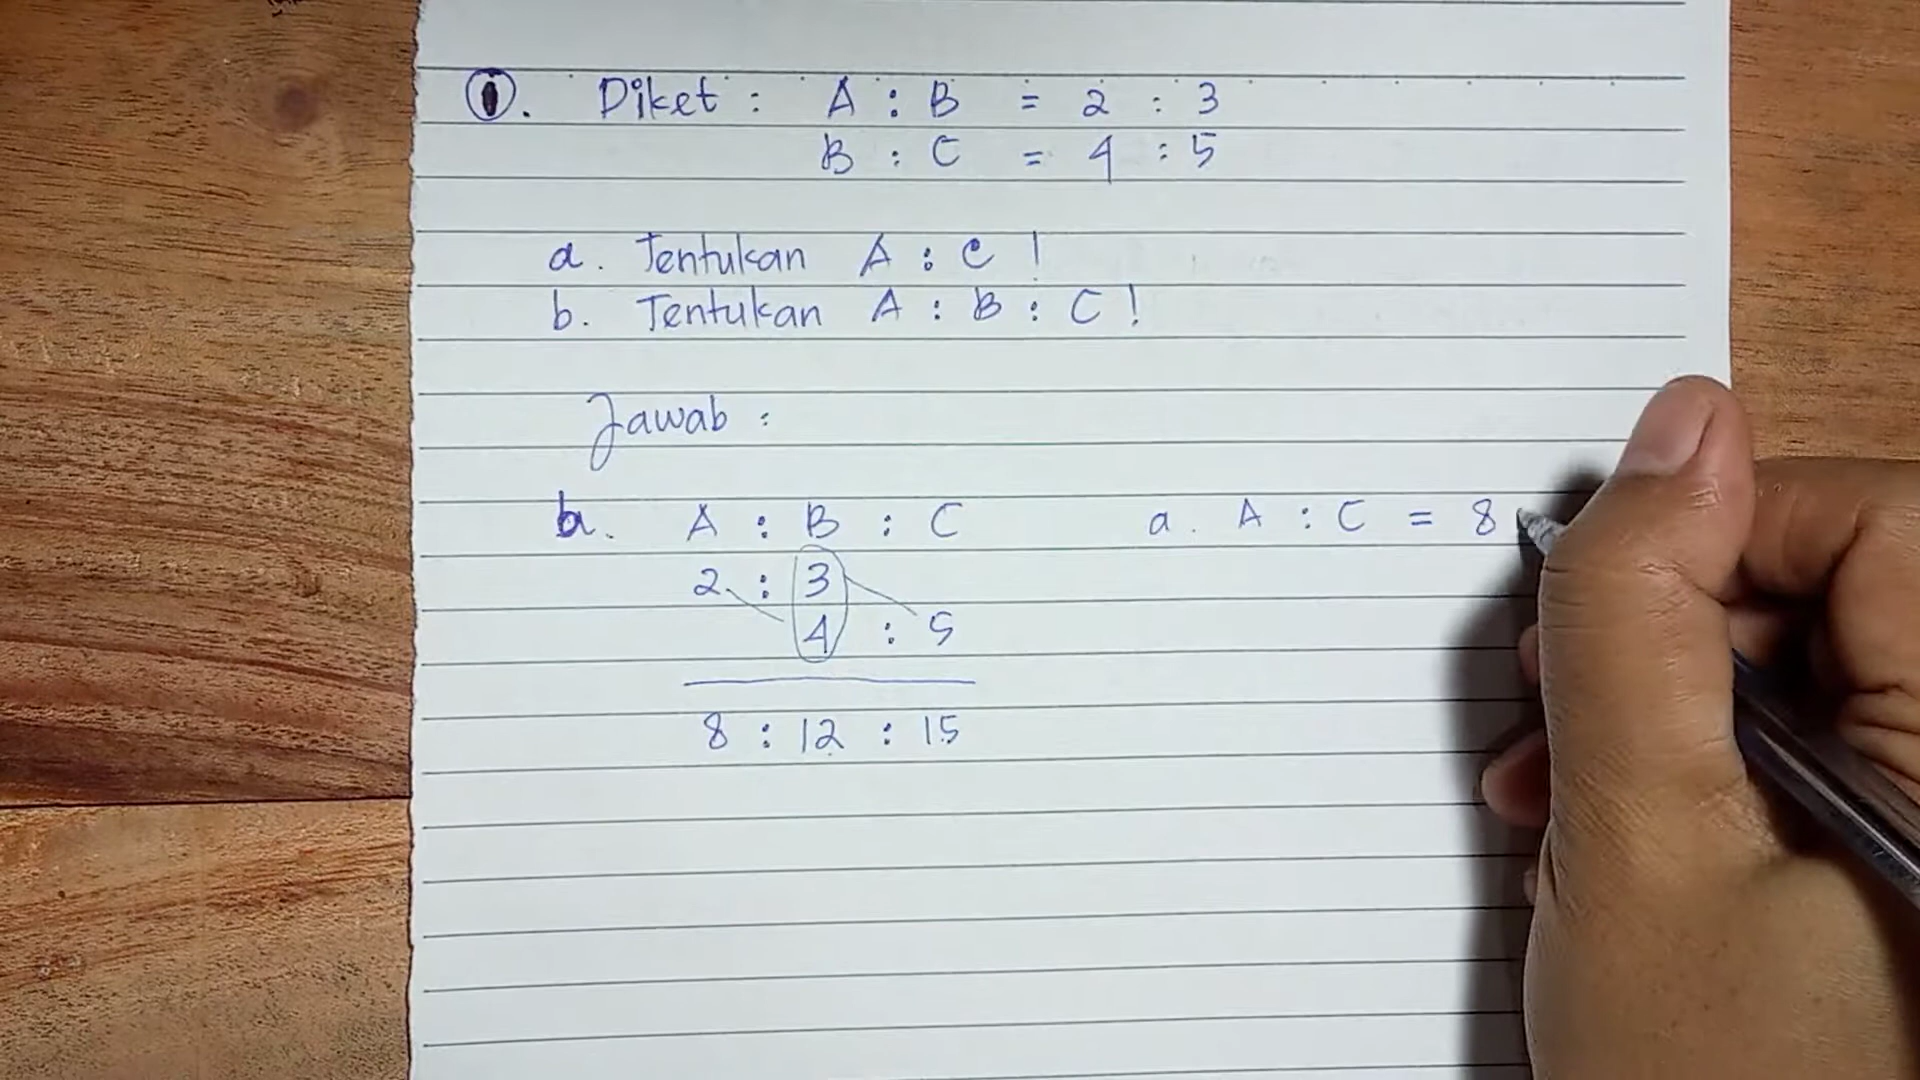 1. Diket : A : B = 2 : 3
B : C = 4 : 5
a. Tentukan A : C !
b. Tentukan A : B : C !
Jawab :
b. A : B : C
2 : 3
4 : 5
8 : 12 : 15
a. A : C = 8